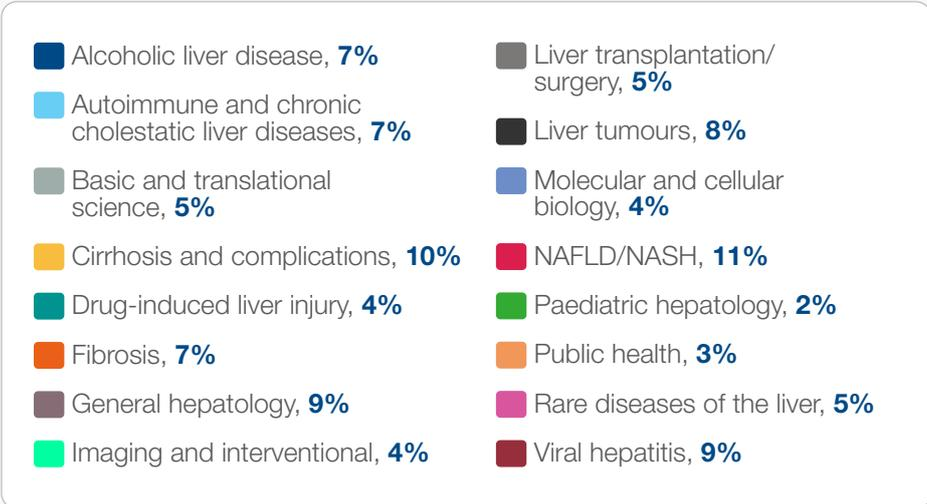 Alcoholic liver disease, 7%
Autoimmune and chronic
cholestatic liver diseases, 7%
Basic and translational
science, 5%
Cirrhosis and complications, 10%
Drug-induced liver injury, 4%
Fibrosis, 7%
General hepatology, 9%
Imaging and interventional, 4%
Liver transplantation/
surgery, 5%
Liver tumours, 8%
Molecular and cellular
biology, 4%
NAFLD/NASH, 11%
Paediatric hepatology, 2%
Public health, 3%
Rare diseases of the liver, 5%
Viral hepatitis, 9%